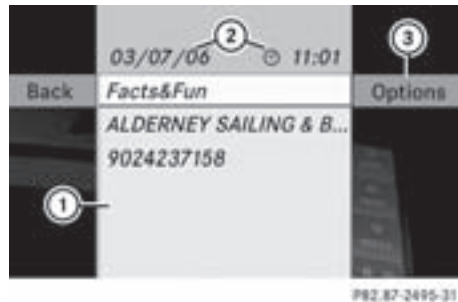 2
3
03/07/06 11:01
Back Facts&Fun Options
ALDERNEY SAILING & B...
9024237158
1
P82.87-2495-31